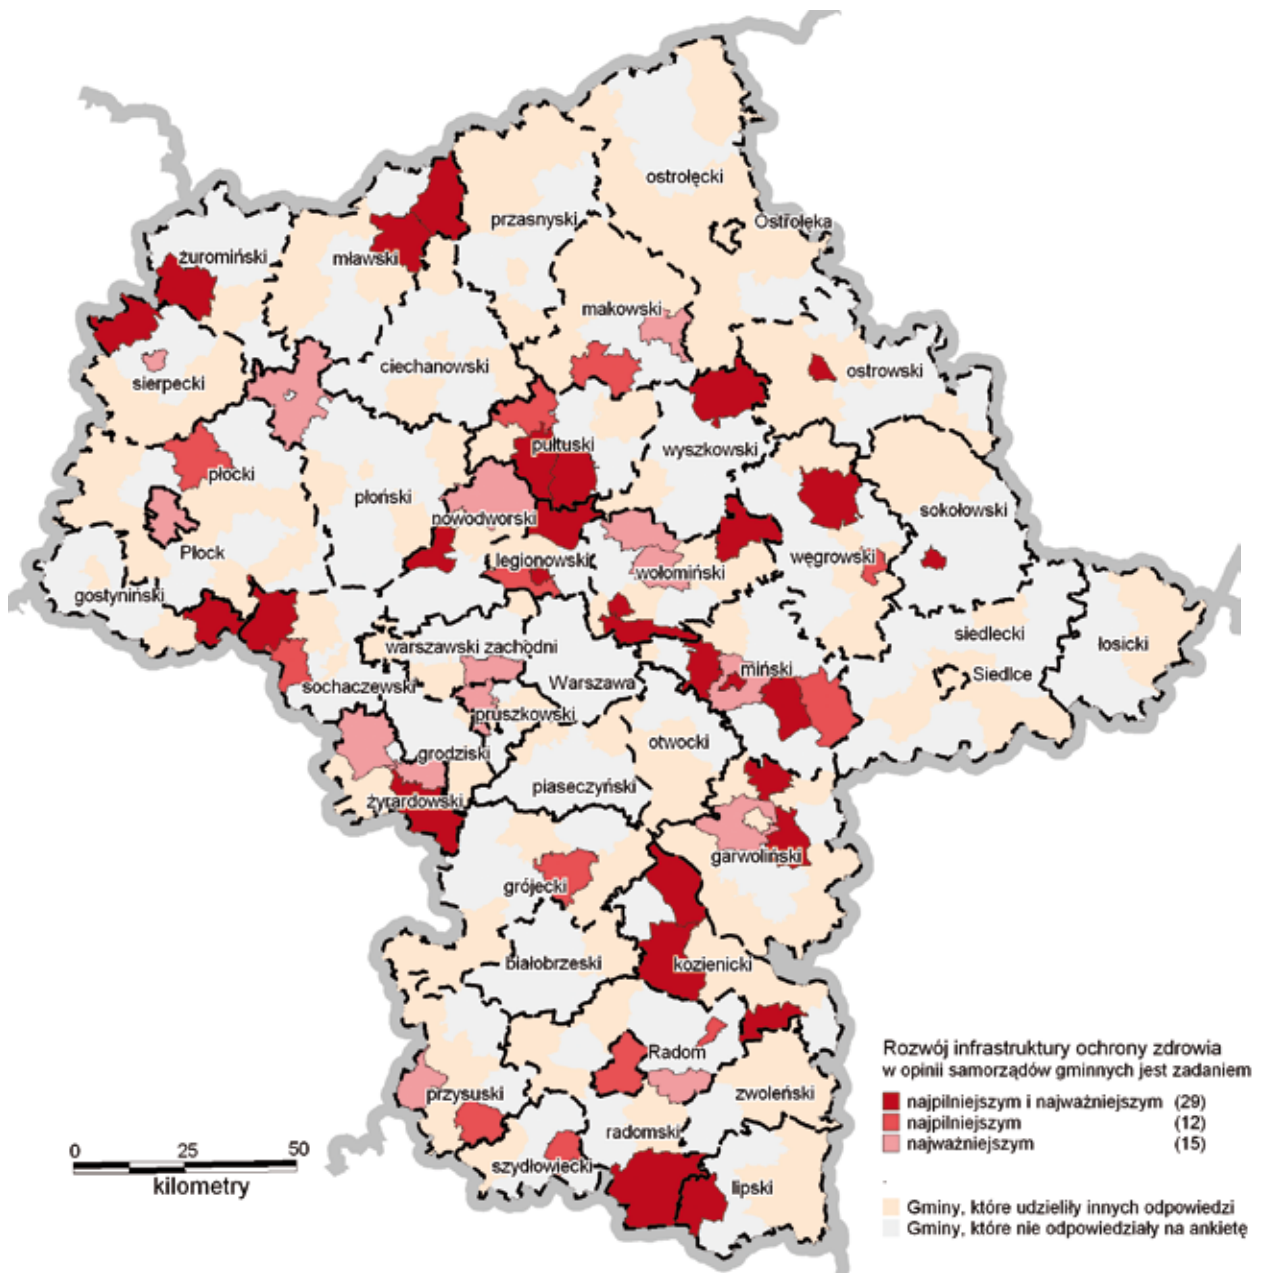 ostrołęcki
przasnyski
Ostrołęka
żuromiński
mławski
makowski
ciechanowski
ostrowski
sierpecki
pułtuski
wyszkowski
płocki
płoński
sokołowski
nowodworski
Płock
legionowski
wołomiński
węgrowski
gostyniński
siedlecki
łosicki
warszawski zachodni
miński
Siedlce
sochaczewski
Warszawa
pruszkowski
otwocki
grodziski
piaseczyński
żyrardowski
garwoliński
grójecki
białobrzeski
kozienicki
Radom
przysuski
zwoleński
radomski
szydłowiecki
lipski
0 25 50
kilometry
Rozwój infrastruktury ochrony zdrowia
w opinii samorządów gminnych jest zadaniem
najpilniejszym i najważniejszym (29)
najpilniejszym (12)
najważniejszym (15)
Gminy, które udzieliły innych odpowiedzi
Gminy, które nie odpowiedziały na ankietę